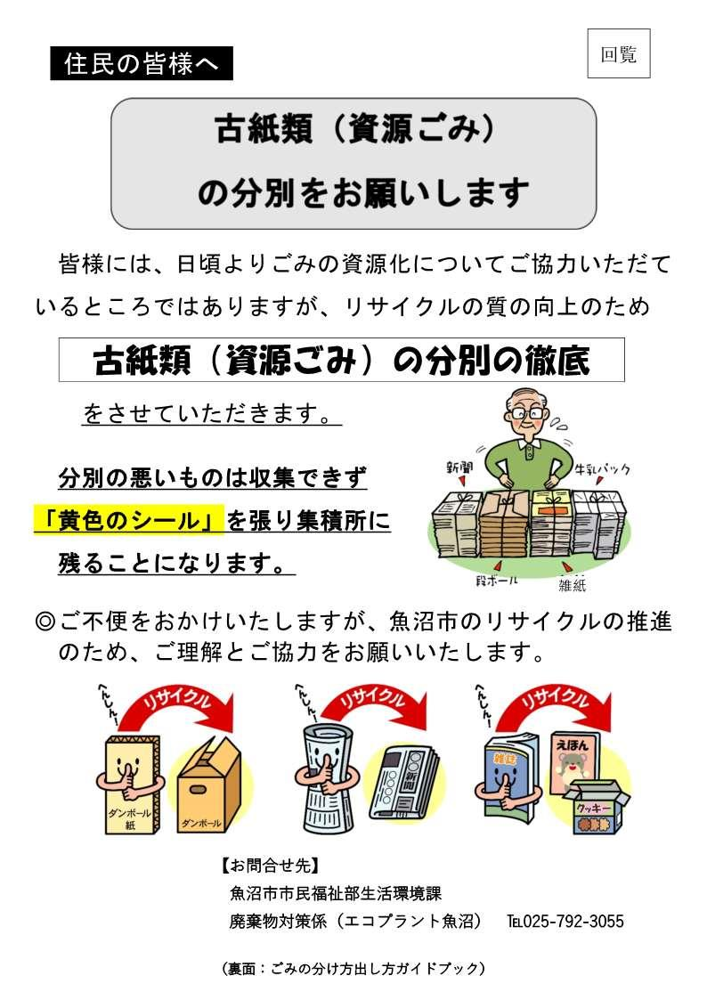 回覧
住民の皆様へ
古紙類（資源ごみ）
の分別をお願いします
皆様には、日頃よりごみの資源化についてご協力いただて
いるところではありますが、リサイクルの質の向上のため
古紙類（資源ごみ）の分別の徹底
をさせていただきます。
分別の悪いものは収集できず
「黄色のシール」を張り集積所に
残ることになります。
新聞
牛乳パック
段ボール
雑紙
◎ご不便をおかけいたしますが、魚沼市のリサイクルの推進
のため、ご理解とご協力をお願いいたします。
へんしん！
リサイクル
ダンボール
紙
ダンボール
へんしん！
リサイクル
新聞
へんしん！
リサイクル
雑誌
えほん
クッキー
【お問合せ先】
魚沼市市民福祉部生活環境課
廃棄物対策係（エコプラント魚沼）　℡025-792-3055
（裏面：ごみの分け方出し方ガイドブック）